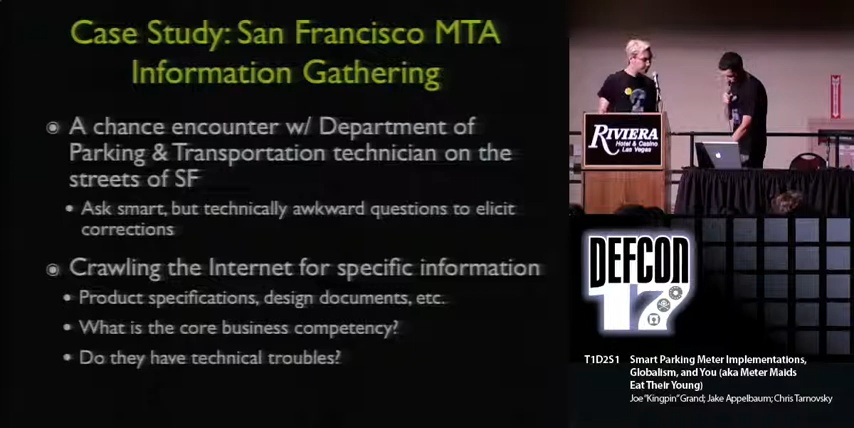 Case Study: San Francisco MTA
Information Gathering
A chance encounter w/ Department of
Parking & Transportation technician on the
streets of SF
Ask smart, but technically awkward questions to elicit
corrections
Crawling the Internet for specific information
Product specifications, design documents, etc.
What is the core business competency?
Do they have technical troubles?
RIVIERA
Hotel & Casino
Las Vegas
DEFCON
17
T1D2S1 Smart Parking Meter Implementations,
Globalism, and You (aka Meter Maids
Eat Their Young)
Joe "Kingpin" Grand; Jake Appelbaum; Chris Tarnovsky